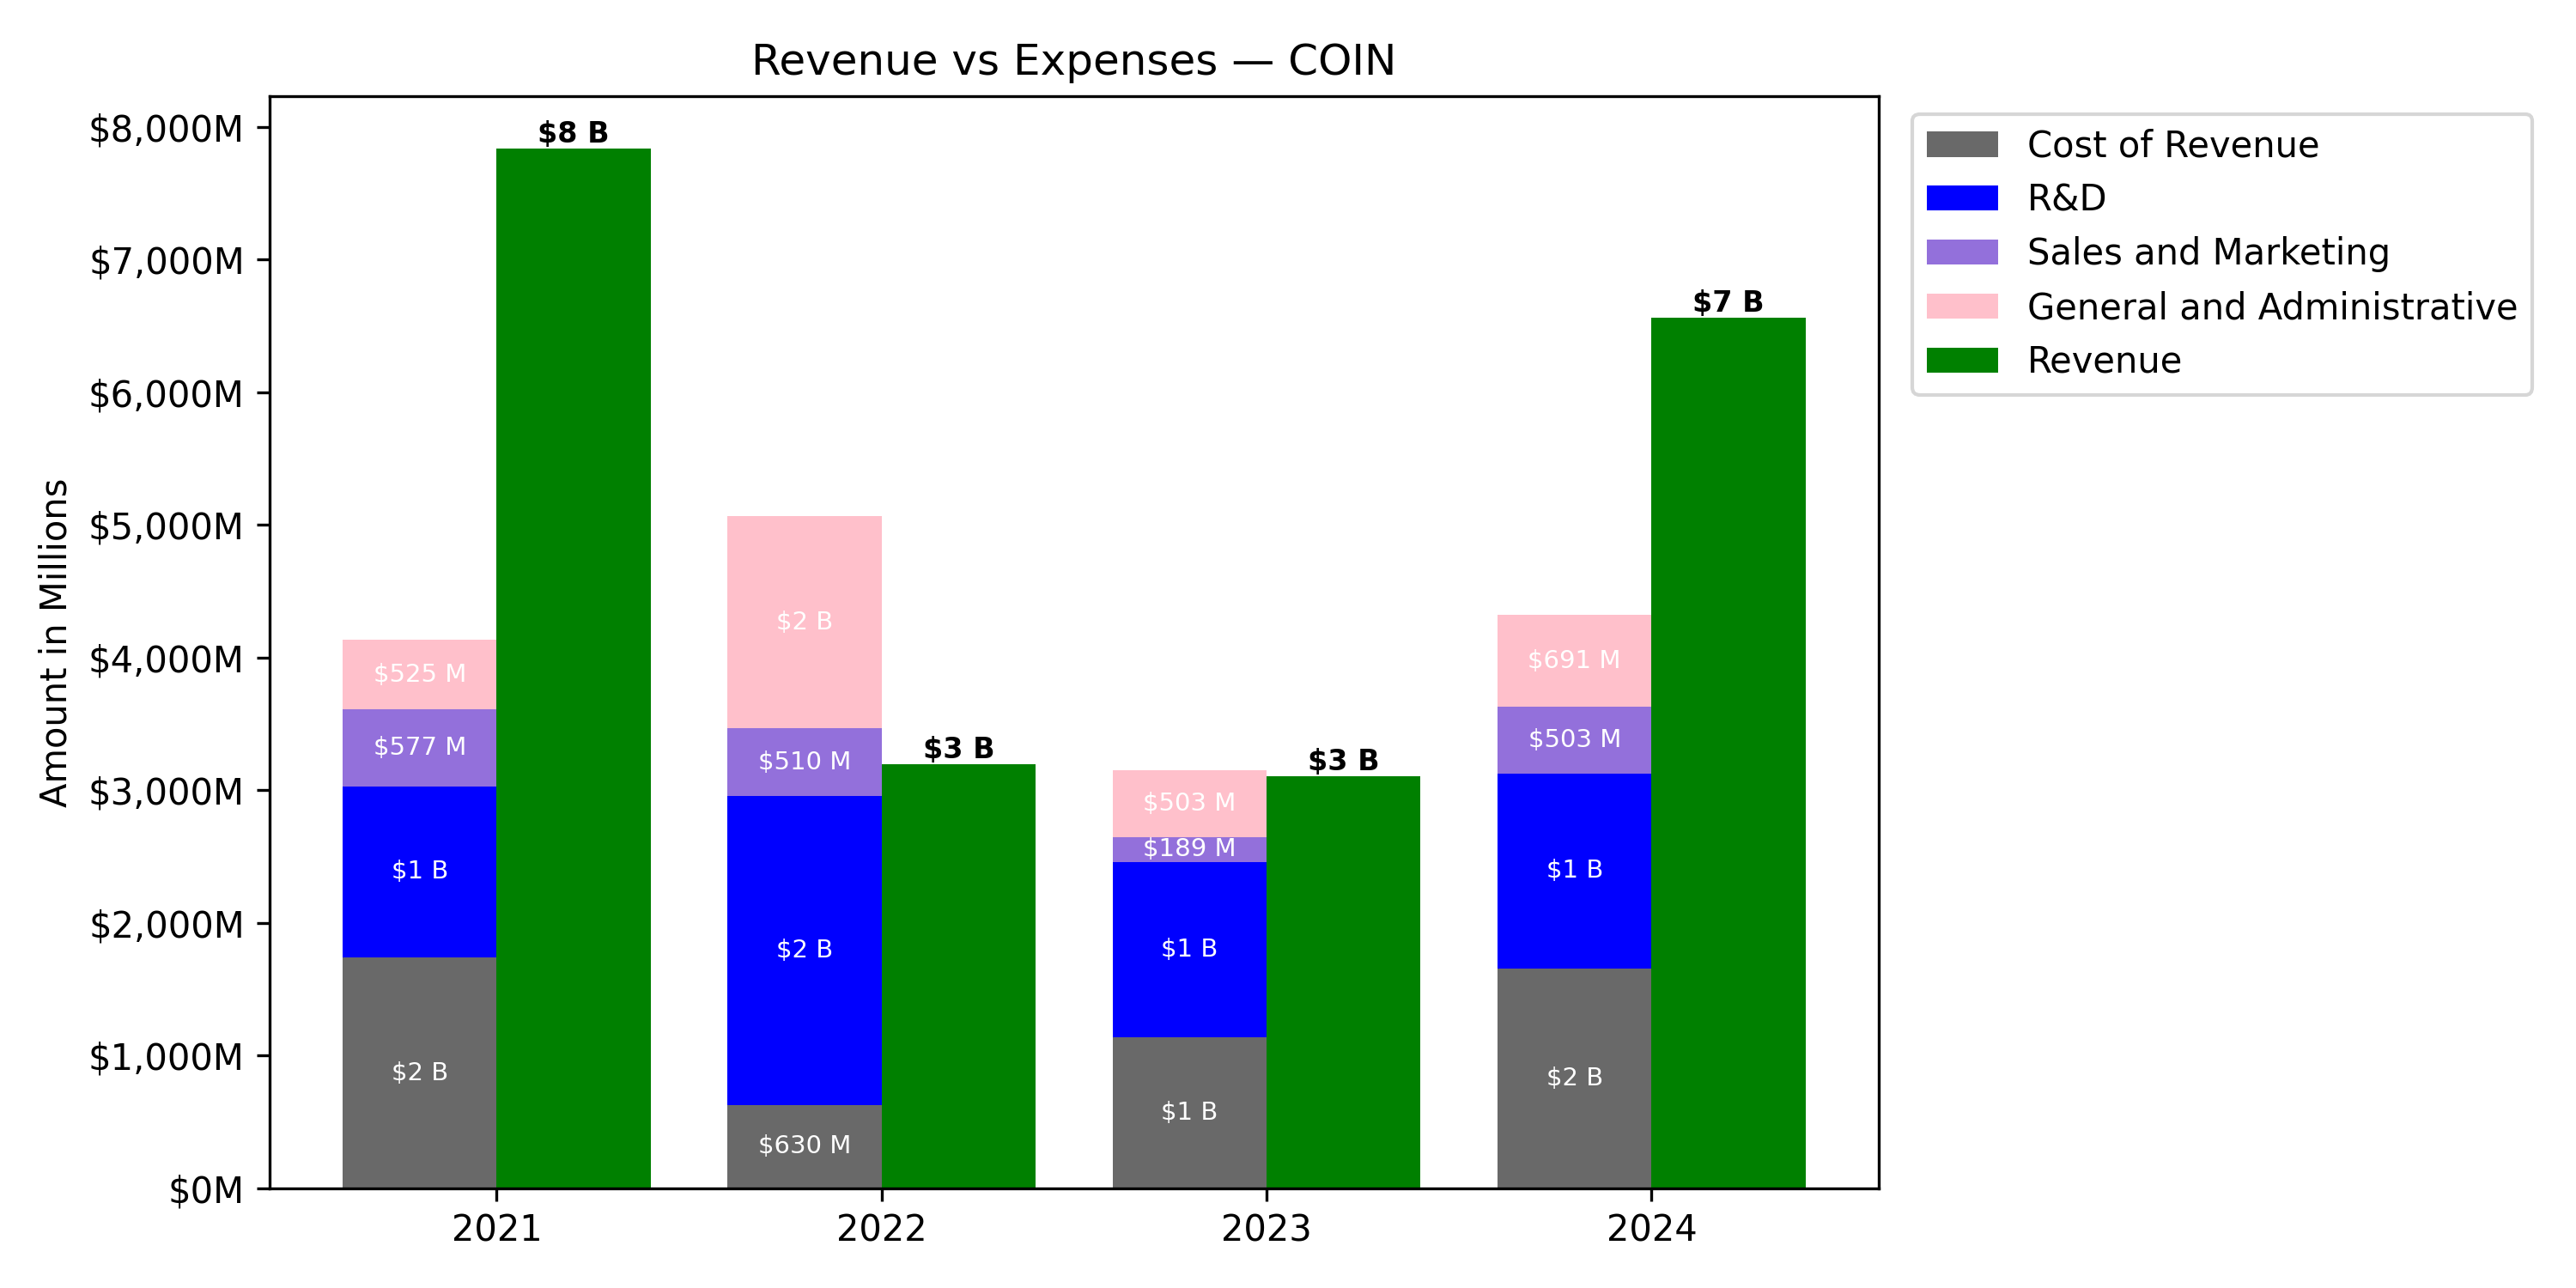 Revenue vs Expenses — COIN
Amount in Millions
$8,000M
$7,000M
$6,000M
$5,000M
$4,000M
$3,000M
$2,000M
$1,000M
$0M
$8 B
$525 M
$577 M
$1 B
$2 B
$2 B
$510 M
$2 B
$630 M
$3 B
$503 M
$189 M
$1 B
$1 B
$3 B
$691 M
$503 M
$1 B
$2 B
$7 B
2021
2022
2023
2024
Cost of Revenue
R&D
Sales and Marketing
General and Administrative
Revenue